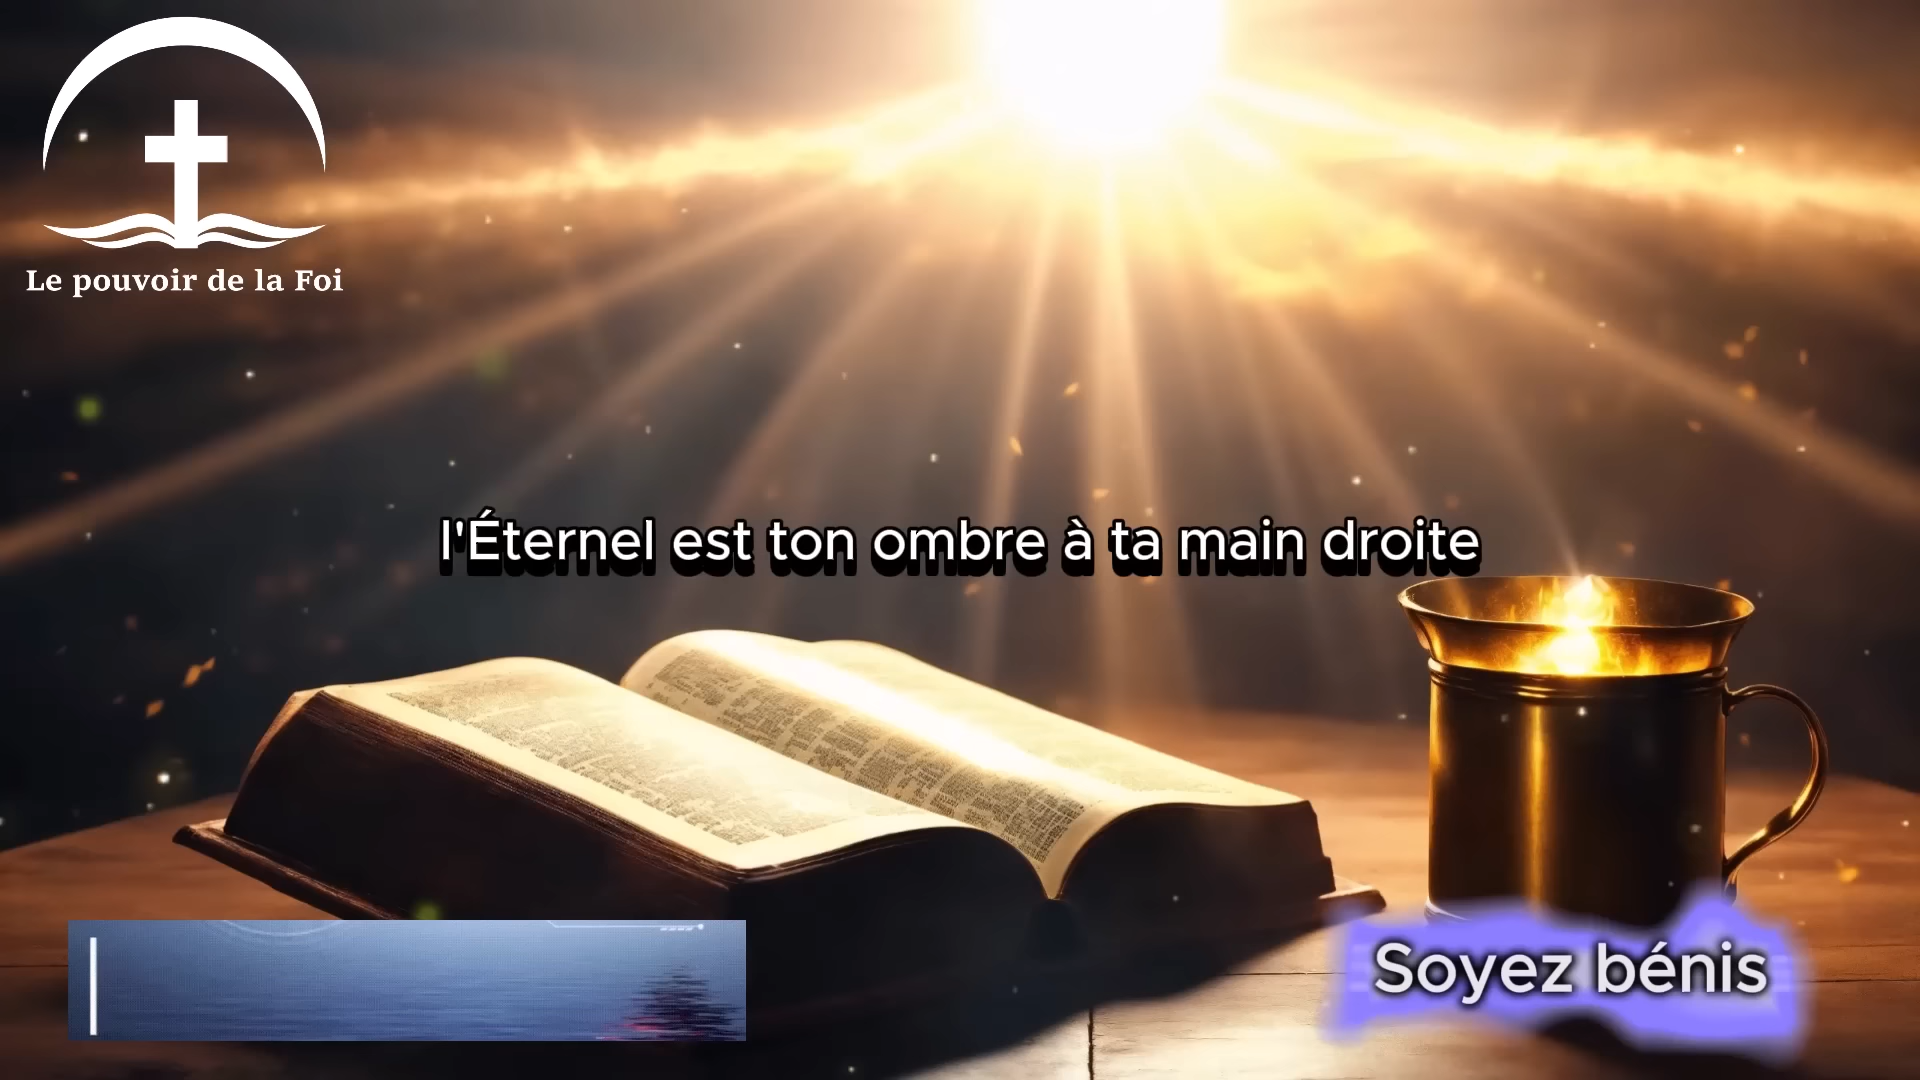 Le pouvoir de la Foi
l'Éternel est ton ombre à ta main droite
Soyez bénis